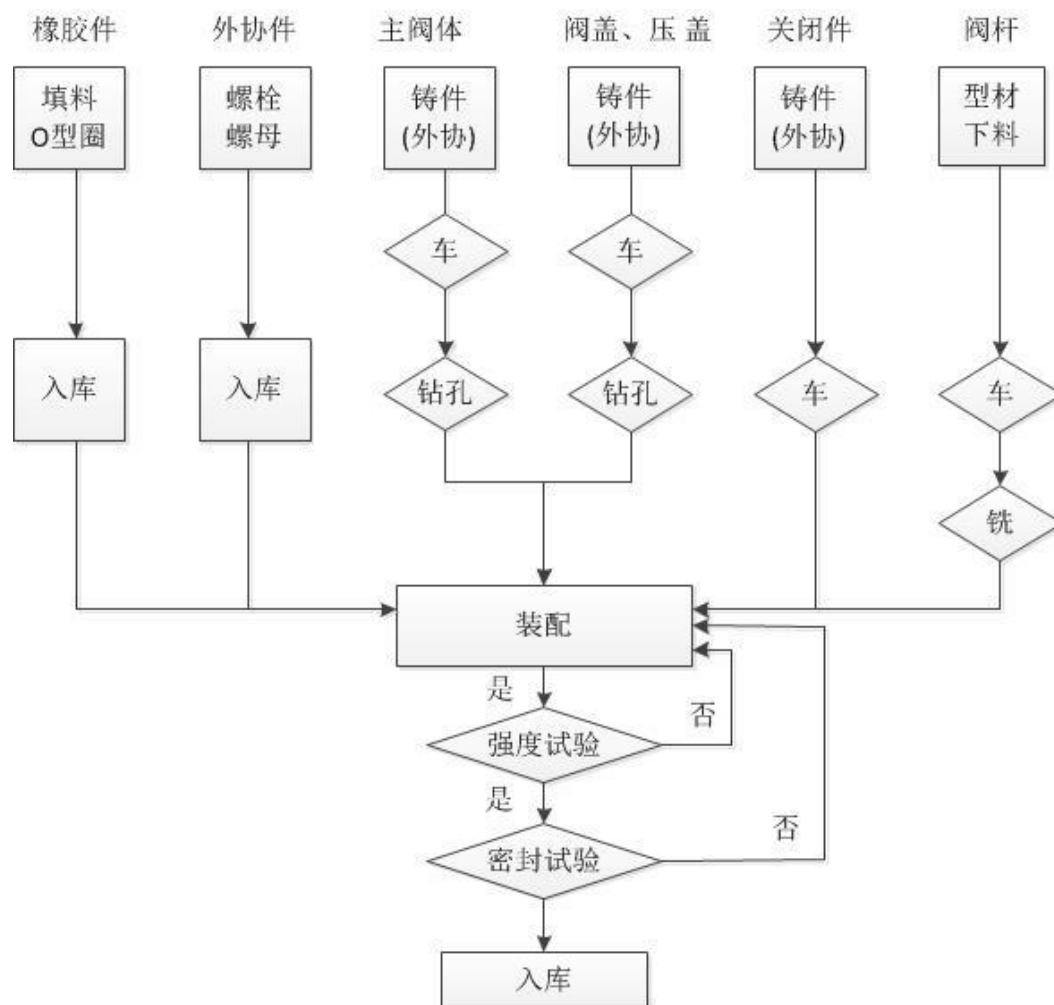 橡胶件 外协件 主阀体 阀盖、压 盖 关闭件 阀杆
填料 螺栓 铸件 铸件 铸件 型材
O型圈 螺母 (外协) (外协) (外协) 下料
车 车
入库 入库 钻孔 钻孔 车 车
铣
装配
是
否
强度试验
是
否
密封试验
入库